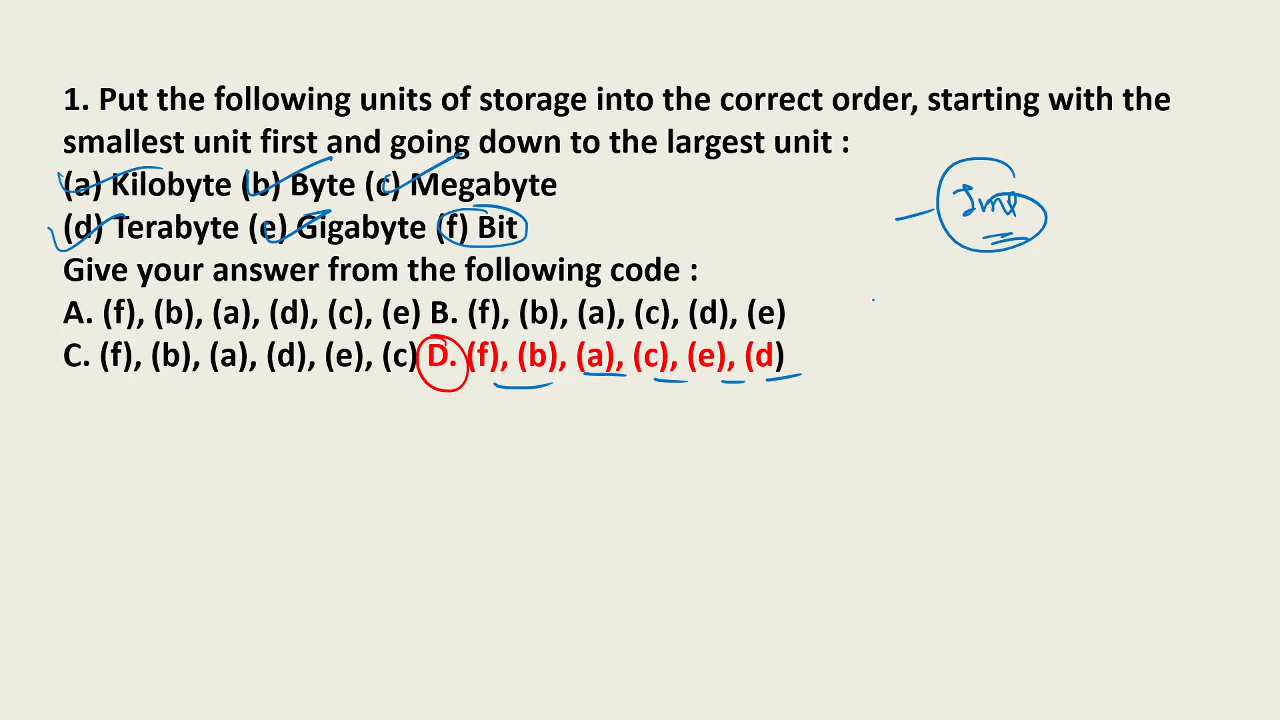 1. Put the following units of storage into the correct order, starting with the
smallest unit first and going down to the largest unit :
(a) Kilobyte (b) Byte (c) Megabyte
(d) Terabyte (e) Gigabyte (f) Bit
Give your answer from the following code :
A. (f), (b), (a), (d), (c), (e) B. (f), (b), (a), (c), (d), (e)
C. (f), (b), (a), (d), (e), (c) D. (f), (b), (a), (c), (e), (d)
Imp